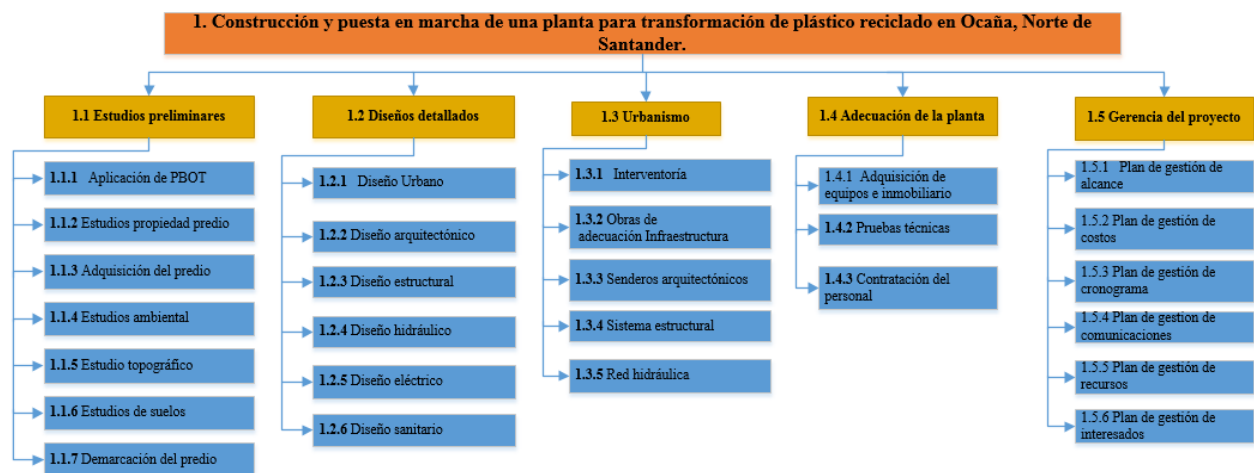 1. Construcción y puesta en marcha de una planta para transformación de plástico reciclado en Ocaña, Norte de
Santander.
1.1 Estudios preliminares
1.1.1 Aplicación de PBOT
1.1.2 Estudios propiedad predio
1.1.3 Adquisición del predio
1.1.4 Estudios ambiental
1.1.5 Estudio topográfico
1.1.6 Estudios de suelos
1.1.7 Demarcación del predio
1.2 Diseños detallados
1.2.1 Diseño Urbano
1.2.2 Diseño arquitectónico
1.2.3 Diseño estructural
1.2.4 Diseño hidráulico
1.2.5 Diseño eléctrico
1.2.6 Diseño sanitario
1.3 Urbanismo
1.3.1 Interventoría
1.3.2 Obras de
adecuación Infraestructura
1.3.3 Senderos arquitectónicos
1.3.4 Sistema estructural
1.3.5 Red hidráulica
1.4 Adecuación de la planta
1.4.1 Adquisición de
equipos e inmobiliario
1.4.2 Pruebas técnicas
1.4.3 Contratación del
personal
1.5 Gerencia del proyecto
1.5.1 Plan de gestión de
alcance
1.5.2 Plan de gestión de
costos
1.5.3 Plan de gestión de
cronograma
1.5.4 Plan de gestion de
comunicaciones
1.5.5 Plan de gestión de
recursos
1.5.6 Plan de gestión de
interesados